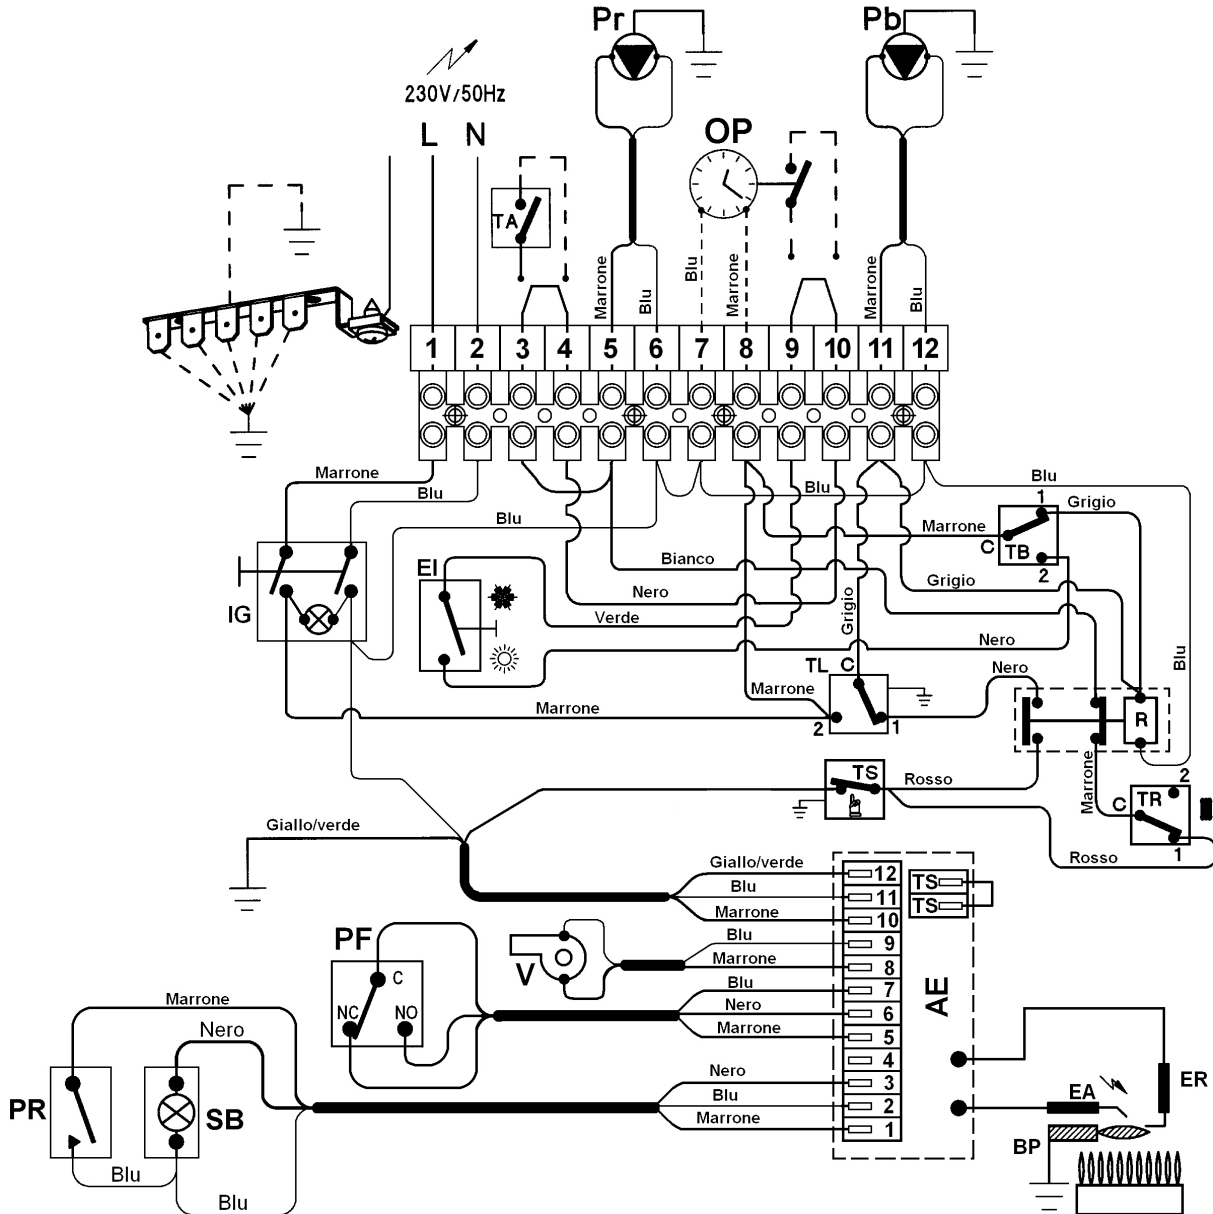 Pr
Pb
230V/50Hz
L N
OP
TA
Marrone
Blu
Blu
Marrone
Marrone
Blu
1 2 3 4 5 6 7 8 9 10 11 12
Marrone
Blu
Blu
Blu
Blu
1
Grigio
Marrone
C
TB
2
Bianco
EI
Grigio
Nero
IG
Verde
Grigio
Nero
TL C
Nero
Blu
Marrone
Marrone
2
1
R
TS
Rosso
Marrone
2
C
TR
1
Giallo/verde
Rosso
Giallo/verde
12
TS
Blu
11
TS
Marrone
10
PF
Blu
9
V
Marrone
8
C
Blu
7
AE
Marrone
NC
NO
Nero
6
Nero
Marrone
5
4
Nero
3
ER
EA
PR
SB
Blu
2
Marrone
1
BP
Blu
Blu